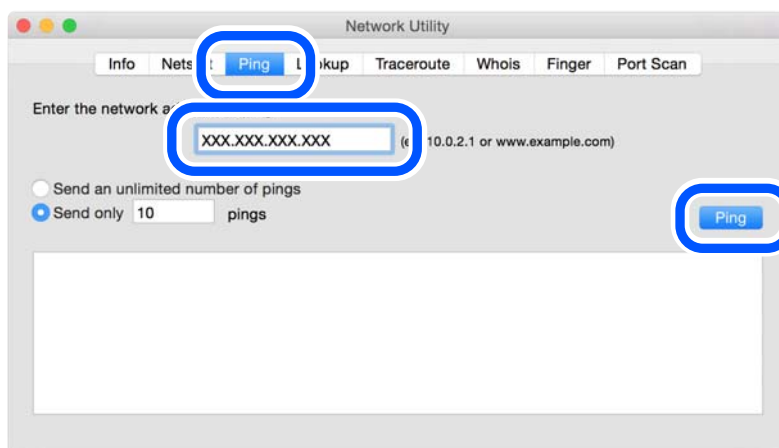 Network Utility
Info Ping Traceroute Whois Finger Port Scan
Enter the network
XXX.XXX.XXX.XXX 10.0.2.1 or www.example.com)
Send an unlimited number of pings
Send only 10 pings
Ping